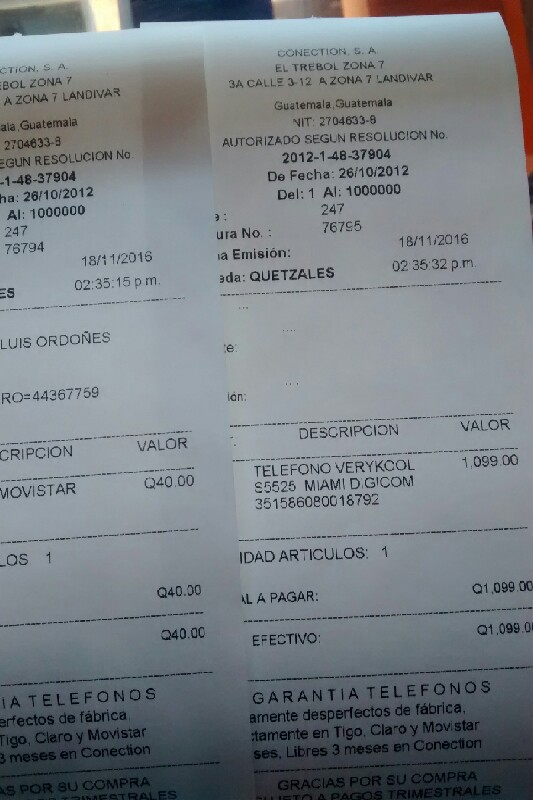 CTION, S. A.
EBOL ZONA 7
A ZONA 7 LANDIVAR
ala,Guatemala
2704633-8
EGUN RESOLUCION No.
-1-48-37904
ha: 26/10/2012
Al: 1000000
247
76794
18/11/2016
ES 02:35:15 p.m.
LUIS ORDOÑES
RO=44367759
CRIPCION VALOR
MOVISTAR Q40.00
LOS 1
Q40.00
Q40.00
IA TELEFONOS
erfectos de fábrica
Tigo, Claro y Movistar
3 meses en Conection
AS POR SU COMPRA
A PAGOS TRIMESTRALES
CONECTION, S. A.
EL TREBOL ZONA 7
3A CALLE 3-12 A ZONA 7 LANDIVAR
Guatemala,Guatemala
NIT: 2704633-8
AUTORIZADO SEGUN RESOLUCION No.
2012-1-48-37904
De Fecha: 26/10/2012
Del: 1 Al: 1000000
e: 247
ura No. : 76795
a Emisión: 18/11/2016
eda: QUETZALES 02:35:32 p.m.
...
....
te:
...
ión:
DESCRIPCION VALOR
TELEFONO VERYKOOL 1,099.00
S5525 MIAMI DIGICOM
351586080018792
IDAD ARTICULOS: 1
AL A PAGAR: Q1,099.00
EFECTIVO: Q1,099.0
GARANTIA TELEFONOS
amente desperfectos de fábrica,
ctamente en Tigo, Claro y Movistar
ses, Libres 3 meses en Conection
GRACIAS POR SU COMPRA
UJETO A PAGOS TRIMESTRALES